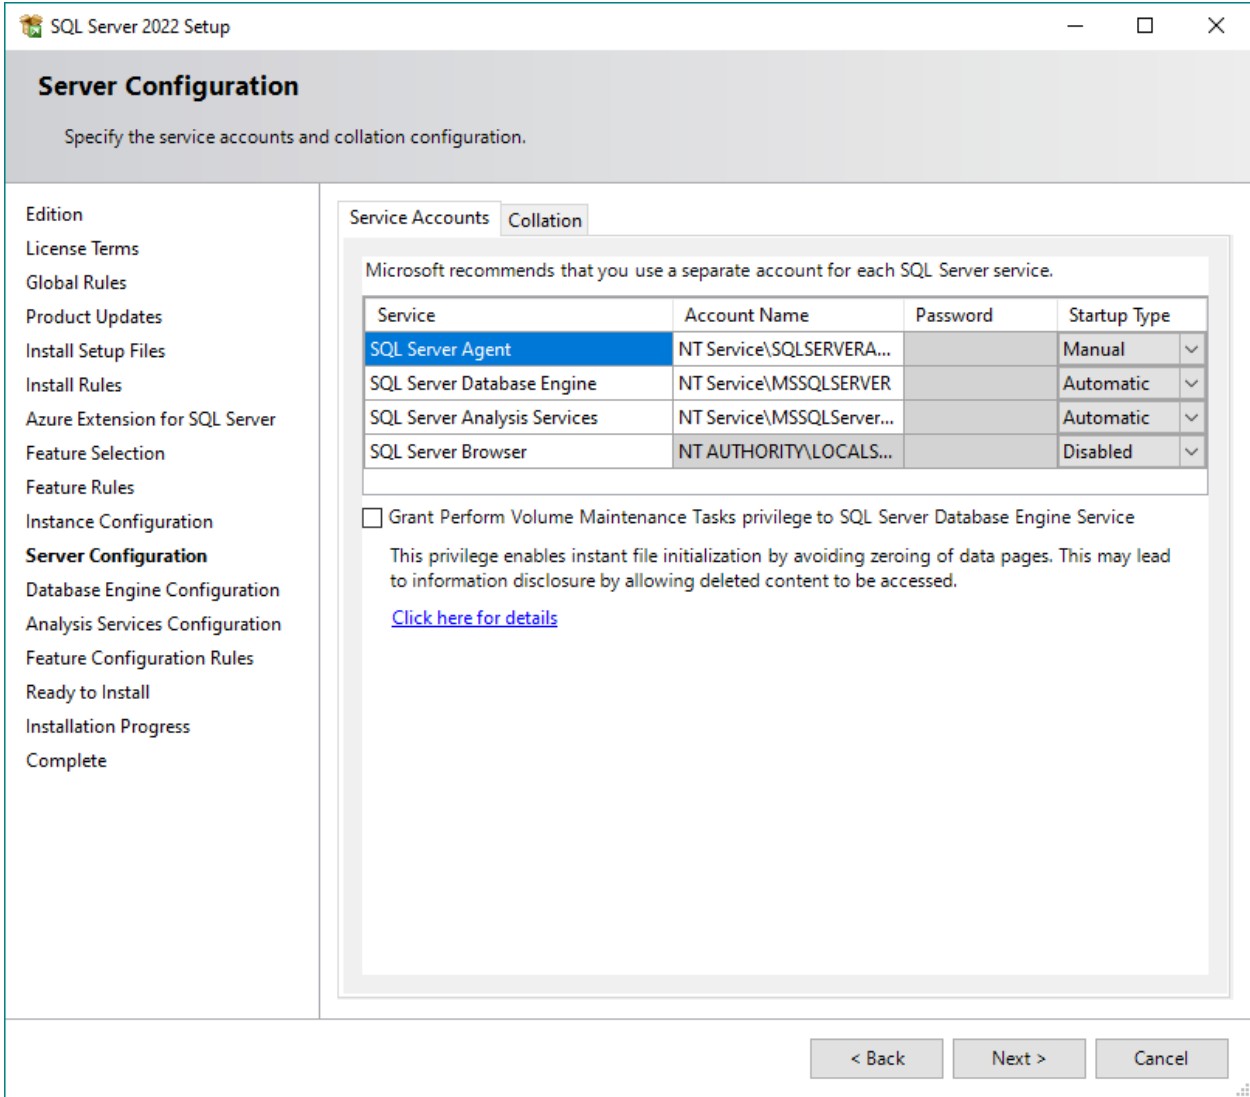 SQL Server 2022 Setup
Server Configuration
Specify the service accounts and collation configuration.
Edition
License Terms
Global Rules
Product Updates
Install Setup Files
Install Rules
Azure Extension for SQL Server
Feature Selection
Feature Rules
Instance Configuration
Server Configuration
Database Engine Configuration
Analysis Services Configuration
Feature Configuration Rules
Ready to Install
Installation Progress
Complete
Service Accounts Collation
Microsoft recommends that you use a separate account for each SQL Server service.
Service Account Name Password Startup Type
SQL Server Agent NT Service\SQLSERVERA... Manual
SQL Server Database Engine NT Service\MSSQLSERVER Automatic
SQL Server Analysis Services NT Service\MSSQLServer... Automatic
SQL Server Browser NT AUTHORITY\LOCALS... Disabled
Grant Perform Volume Maintenance Tasks privilege to SQL Server Database Engine Service
This privilege enables instant file initialization by avoiding zeroing of data pages. This may lead
to information disclosure by allowing deleted content to be accessed.
Click here for details
< Back Next > Cancel